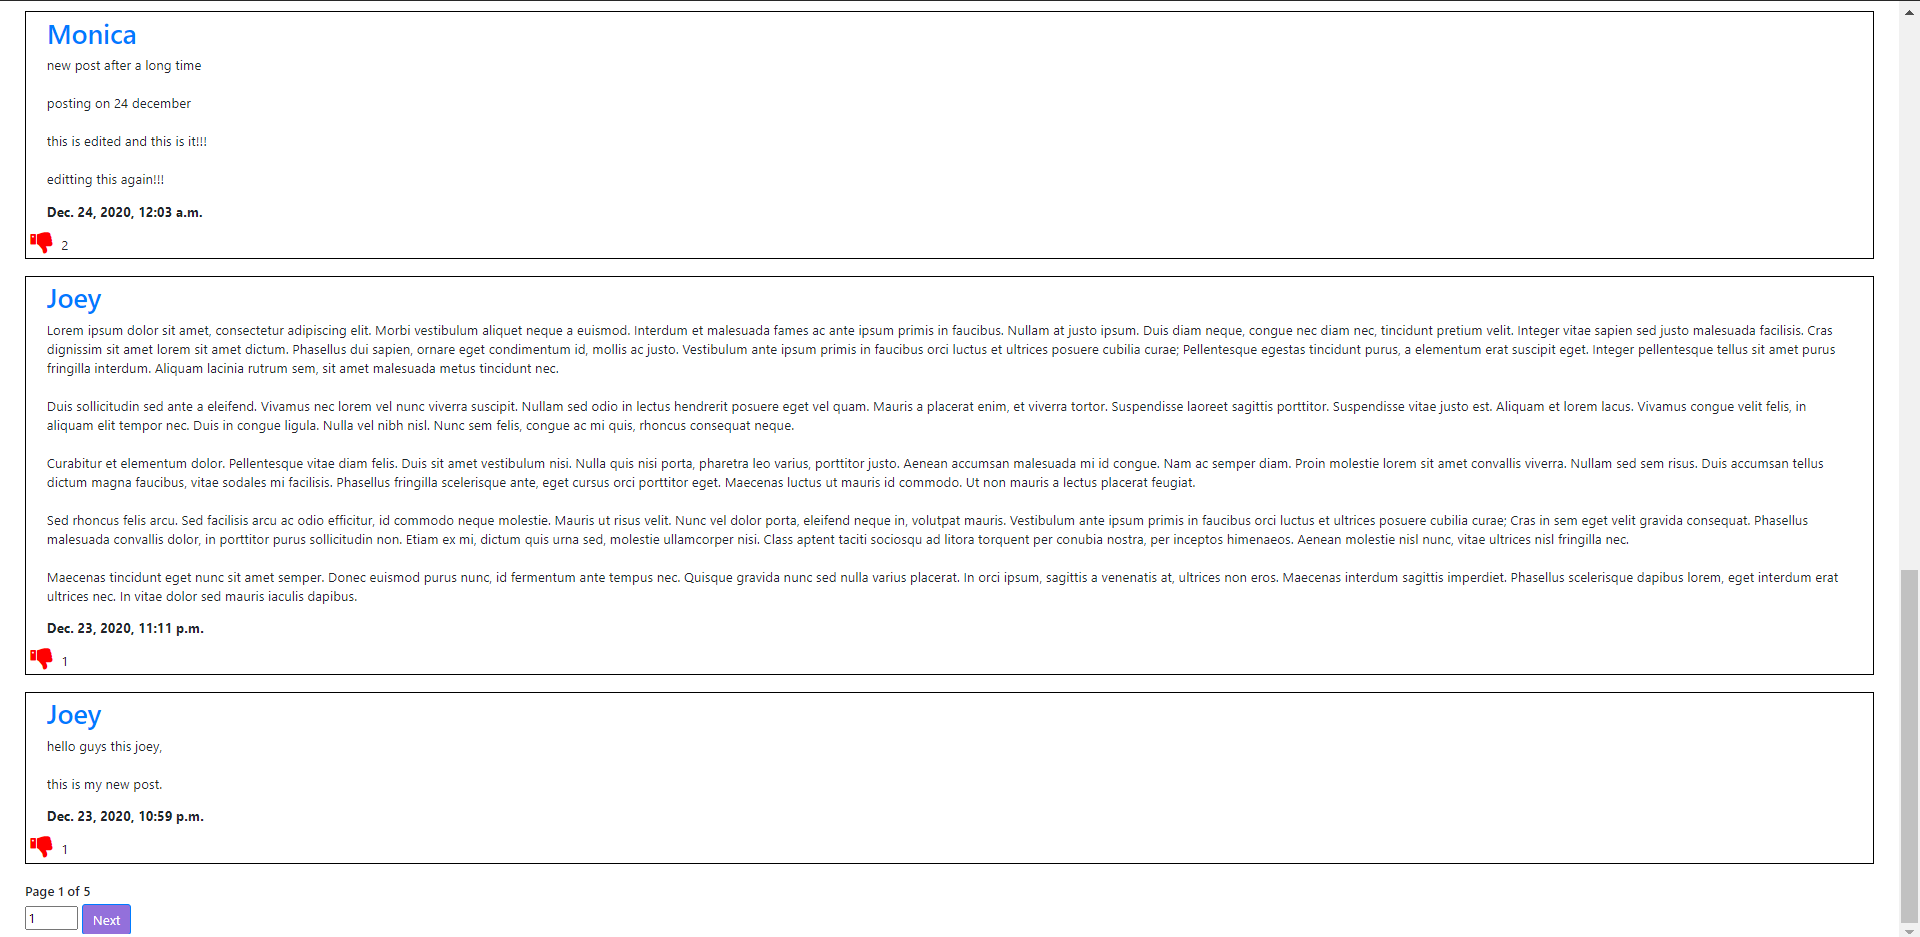 Monica
new post after a long time
posting on 24 december
this is edited and this is it!!!
editting this again!!!
Dec. 24, 2020, 12:03 a.m.
2
Joey
Lorem ipsum dolor sit amet, consectetur adipiscing elit. Morbi vestibulum aliquet neque a euismod. Interdum et malesuada fames ac ante ipsum primis in faucibus. Nullam at justo ipsum. Duis diam neque, congue nec diam nec, tincidunt pretium velit. Integer vitae sapien sed justo malesuada facilisis. Cras
dignissim sit amet lorem sit amet dictum. Phasellus dui sapien, ornare eget condimentum id, mollis ac justo. Vestibulum ante ipsum primis in faucibus orci luctus et ultrices posuere cubilia curae; Pellentesque egestas tincidunt purus, a elementum erat suscipit eget. Integer pellentesque tellus sit amet purus
fringilla interdum. Aliquam lacinia rutrum sem, sit amet malesuada metus tincidunt nec.
Duis sollicitudin sed ante a eleifend. Vivamus nec lorem vel nunc viverra suscipit. Nullam sed odio in lectus hendrerit posuere eget vel quam. Mauris a placerat enim, et viverra tortor. Suspendisse laoreet sagittis porttitor. Suspendisse vitae justo est. Aliquam et lorem lacus. Vivamus congue velit felis, in
aliquam elit tempor nec. Duis in congue ligula. Nulla vel nibh nisl. Nunc sem felis, congue ac mi quis, rhoncus consequat neque.
Curabitur et elementum dolor. Pellentesque vitae diam felis. Duis sit amet vestibulum nisi. Nulla quis nisi porta, pharetra leo varius, porttitor justo. Aenean accumsan malesuada mi id congue. Nam ac semper diam. Proin molestie lorem sit amet convallis viverra. Nullam sed sem risus. Duis accumsan tellus
dictum magna faucibus, vitae sodales mi facilisis. Phasellus fringilla scelerisque ante, eget cursus orci porttitor eget. Maecenas luctus ut mauris id commodo. Ut non mauris a lectus placerat feugiat.
Sed rhoncus felis arcu. Sed facilisis arcu ac odio efficitur, id commodo neque molestie. Mauris ut risus velit. Nunc vel dolor porta, eleifend neque in, volutpat mauris. Vestibulum ante ipsum primis in faucibus orci luctus et ultrices posuere cubilia curae; Cras in sem eget velit gravida consequat. Phasellus
malesuada convallis dolor, in porttitor purus sollicitudin non. Etiam ex mi, dictum quis urna sed, molestie ullamcorper nisi. Class aptent taciti sociosqu ad litora torquent per conubia nostra, per inceptos himenaeos. Aenean molestie nisl nunc, vitae ultrices nisl fringilla nec.
Maecenas tincidunt eget nunc sit amet semper. Donec euismod purus nunc, id fermentum ante tempus nec. Quisque gravida nunc sed nulla varius placerat. In orci ipsum, sagittis a venenatis at, ultrices non eros. Maecenas interdum sagittis imperdiet. Phasellus scelerisque dapibus lorem, eget interdum erat
ultrices nec. In vitae dolor sed mauris iaculis dapibus.
Dec. 23, 2020, 11:11 p.m.
1
Joey
hello guys this joey,
this is my new post.
Dec. 23, 2020, 10:59 p.m.
1
Page 1 of 5
1 Next